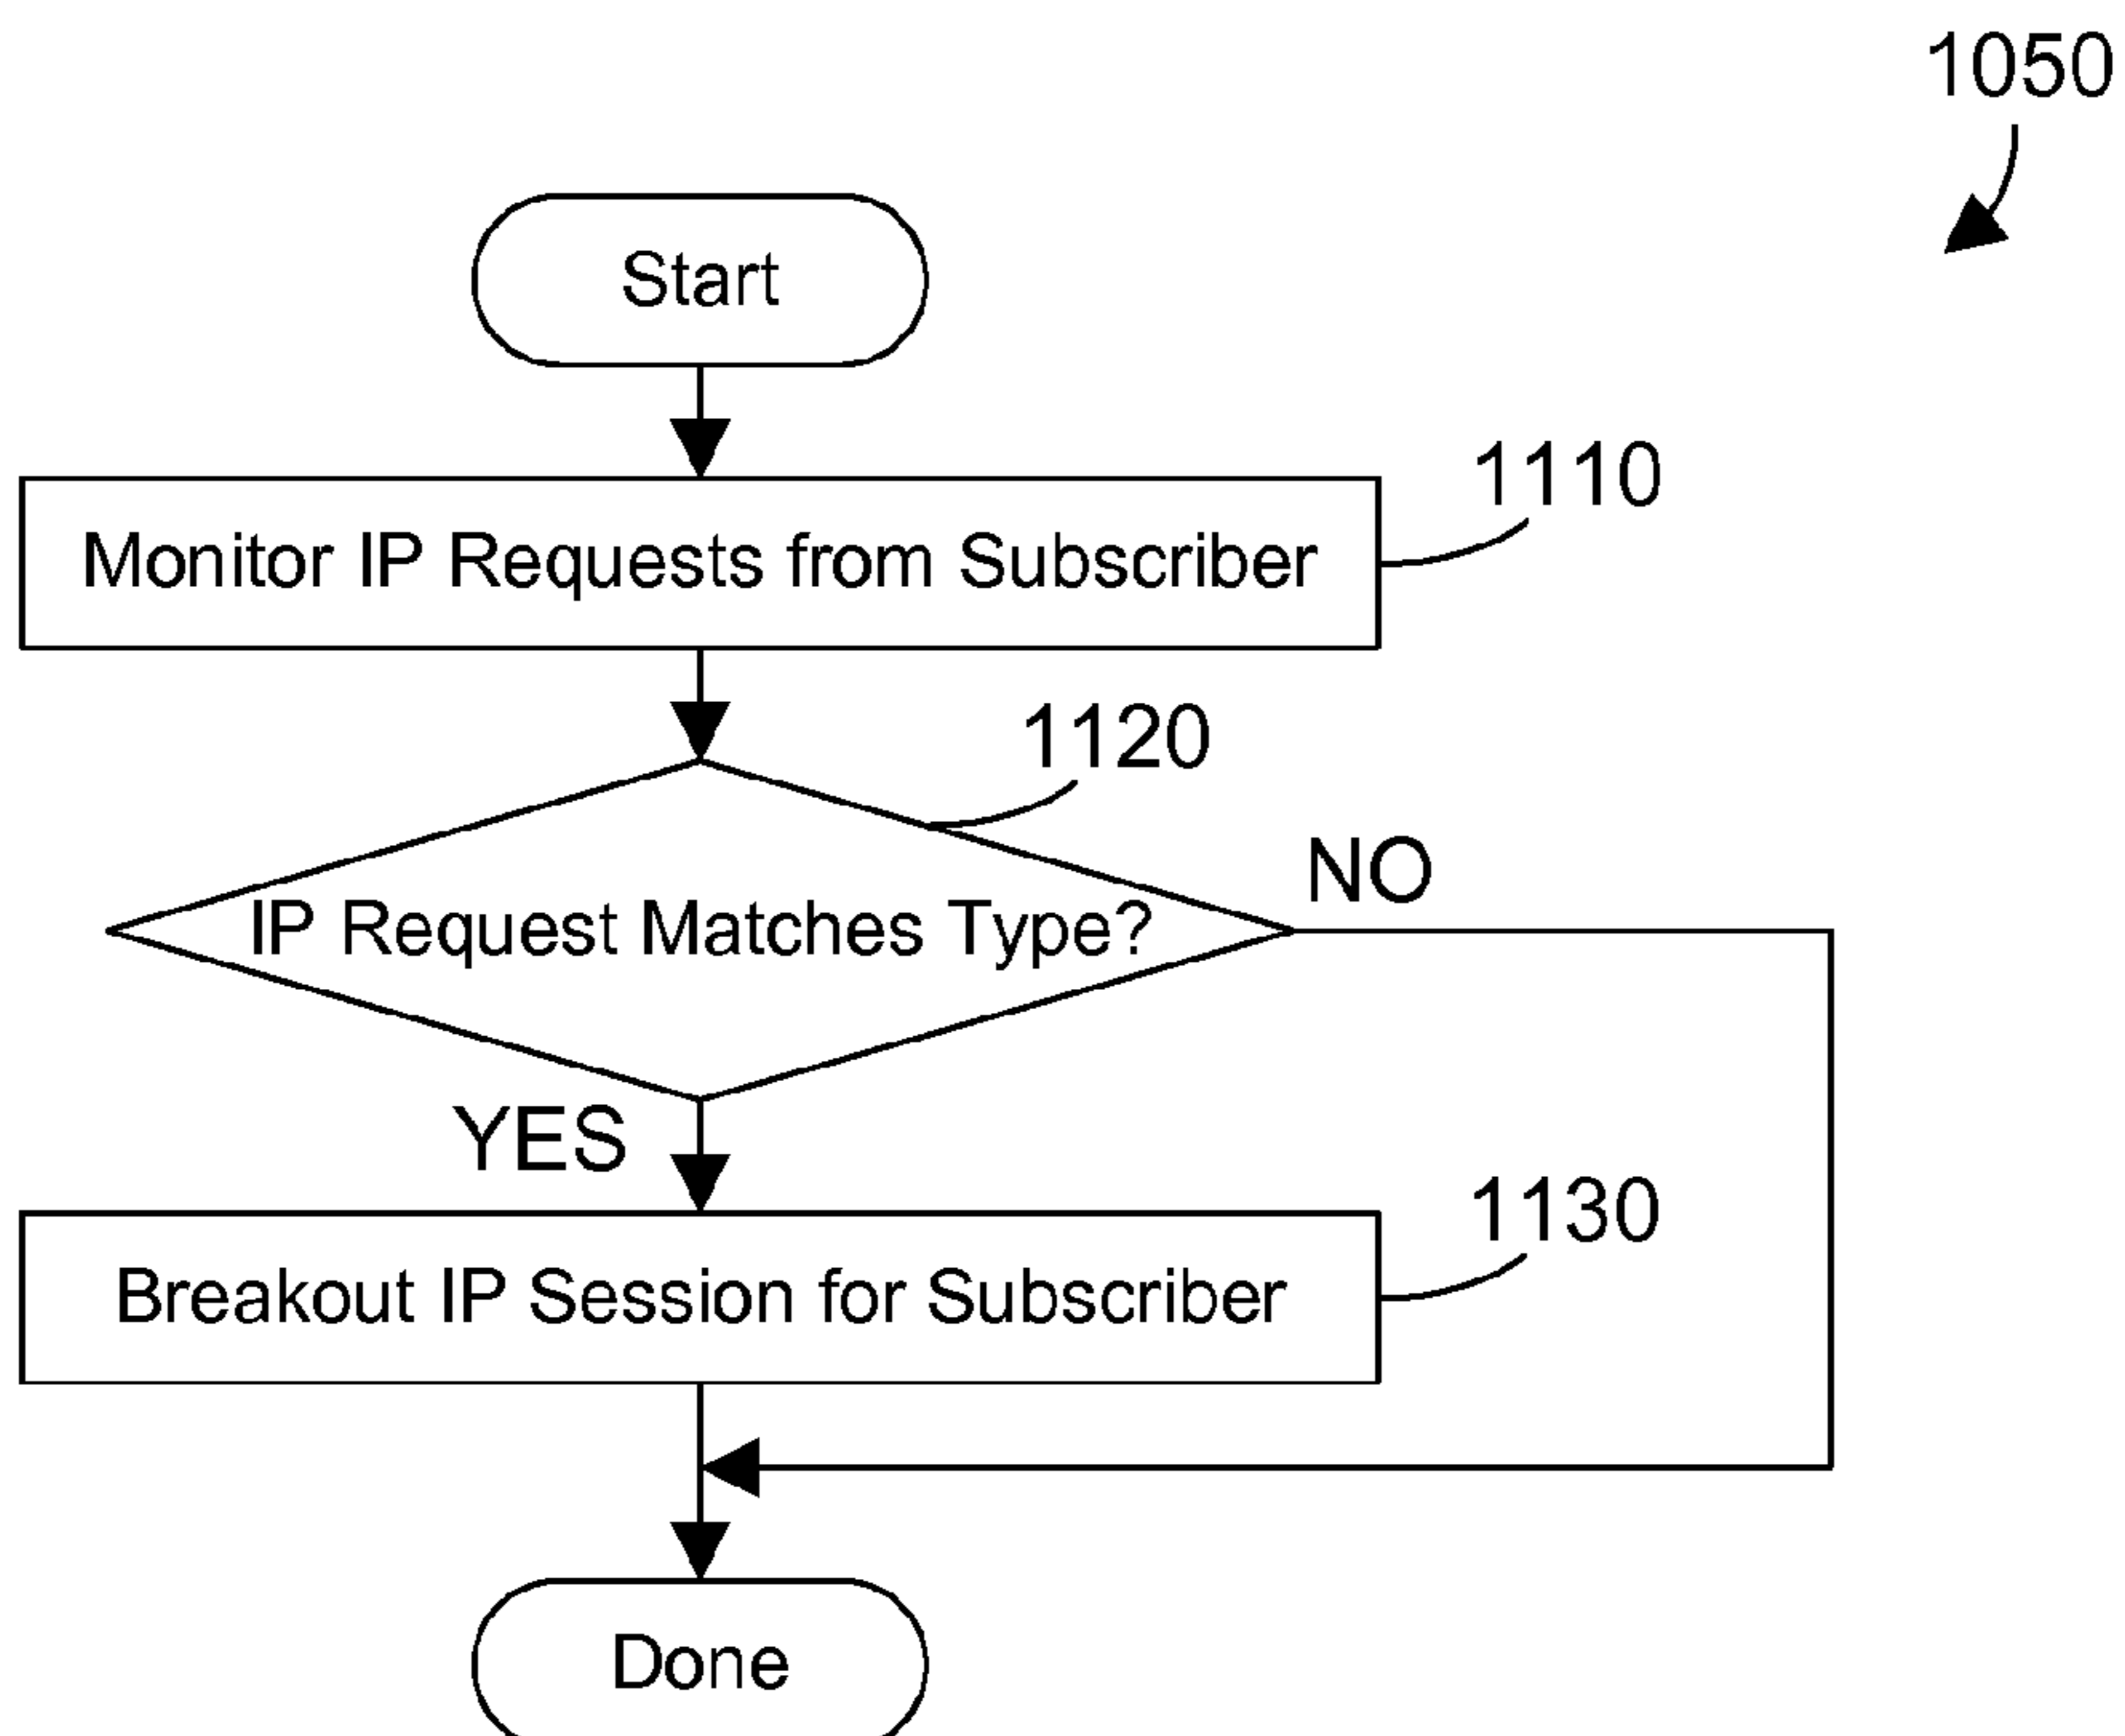 1050
Start
1110
Monitor IP Requests from Subscriber
1120
NO
IP Request Matches Type?
YES
1130
Breakout IP Session for Subscriber
Done